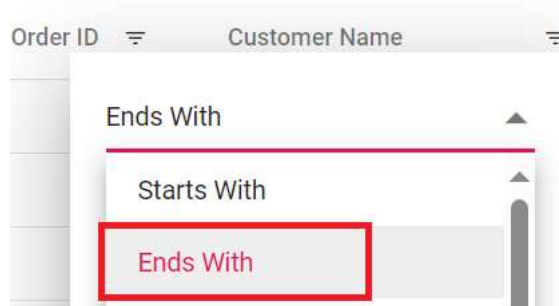 Order ID Customer Name
Ends With
Starts With
Ends With